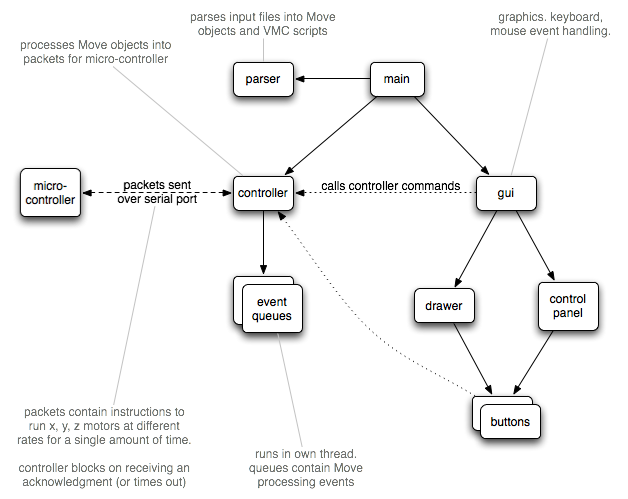 parses input files into Move
objects and VMC scripts
graphics. keyboard,
mouse event handling.
processes Move objects into
packets for micro-controller
parser
main
micro-
controller
packets sent
over serial port
controller
calls controller commands
gui
event
queues
drawer
control
panel
buttons
packets contain instructions to
run x, y, z motors at different
rates for a single amount of time.
controller blocks on receiving an
acknowledgment (or times out)
runs in own thread.
queues contain Move
processing events